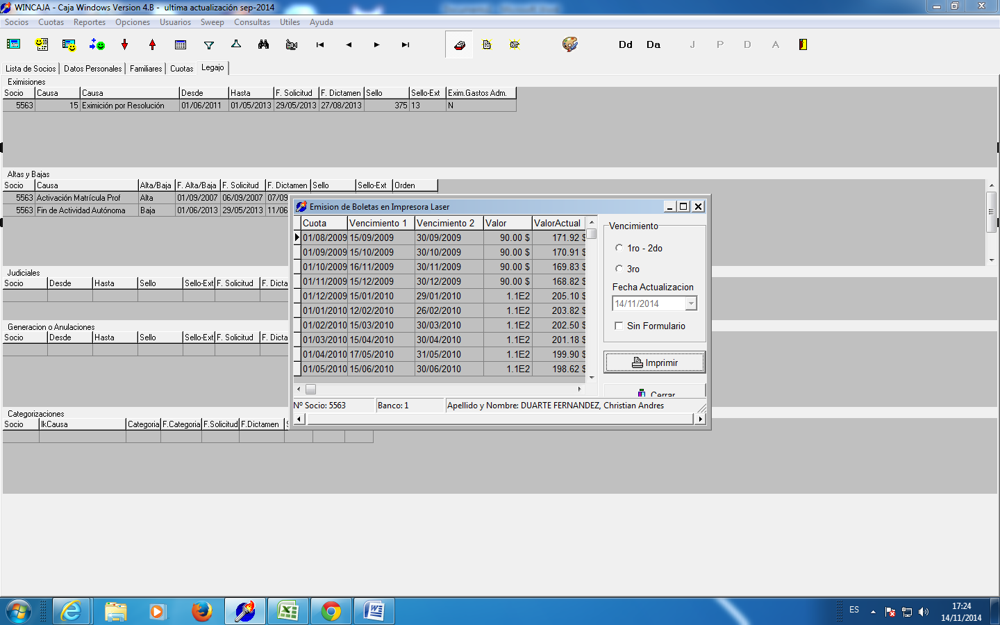 WINCAJA - Caja Windows Version 4.B - ultima actualización sep-2014
Socios Cuotas Reportes Opciones Usuarios Sweep Consultas Utiles Ayuda
Dd Da J P D A
Lista de Socios Datos Personales Familiares Cuotas Legajo
Eximisiones
Socio Causa Causa Desde Hasta F. Solicitud F. Dictamen Sello Sello-Ext Exim.Gastos Adm.
5563 15 Eximición por Resolución 01/06/2011 01/05/2013 29/05/2013 27/08/2013 375 13 N
Altas y Bajas
Socio Causa Alta/Baja F. Alta/Baja F. Solicitud F. Dictamen Sello Sello-Ext Orden
5563 Activación Matrícula Prof Alta 01/09/2007 06/09/2007 07/09
5563 Fin de Actividad Autónoma Baja 01/06/2013 29/05/2013 11/06
Judiciales
Socio Desde Hasta Sello Sello-Ext F. Solicitud F. Dicta
Generacion o Anulaciones
Socio Desde Hasta Sello Sello-Ext F. Solicitud F. Dicta
Categorizaciones
Socio IkCausa Categoria F.Categoria F.Solicitud F.Dictamen
Emision de Boletas en Impresora Laser
Cuota Vencimiento 1 Vencimiento 2 Valor ValorActual
01/08/2009 15/09/2009 30/09/2009 90.00 $ 171.92 $
01/09/2009 15/10/2009 30/10/2009 90.00 $ 170.91 $
01/10/2009 16/11/2009 30/11/2009 90.00 $ 169.83 $
01/11/2009 15/12/2009 30/12/2009 90.00 $ 168.82 $
01/12/2009 15/01/2010 29/01/2010 1.1E2 205.10 $
01/01/2010 12/02/2010 26/02/2010 1.1E2 203.82 $
01/02/2010 15/03/2010 30/03/2010 1.1E2 202.50 $
01/03/2010 15/04/2010 30/04/2010 1.1E2 201.18 $
01/04/2010 17/05/2010 31/05/2010 1.1E2 199.90 $
01/05/2010 15/06/2010 30/06/2010 1.1E2 198.62 $
Vencimiento
1ro - 2do
3ro
Fecha Actualizacion
14/11/2014
Sin Formulario
Imprimir
Cerrar
Nº Socio: 5563 Banco: 1 Apellido y Nombre: DUARTE FERNANDEZ, Christian Andres
ES
17:24
14/11/2014